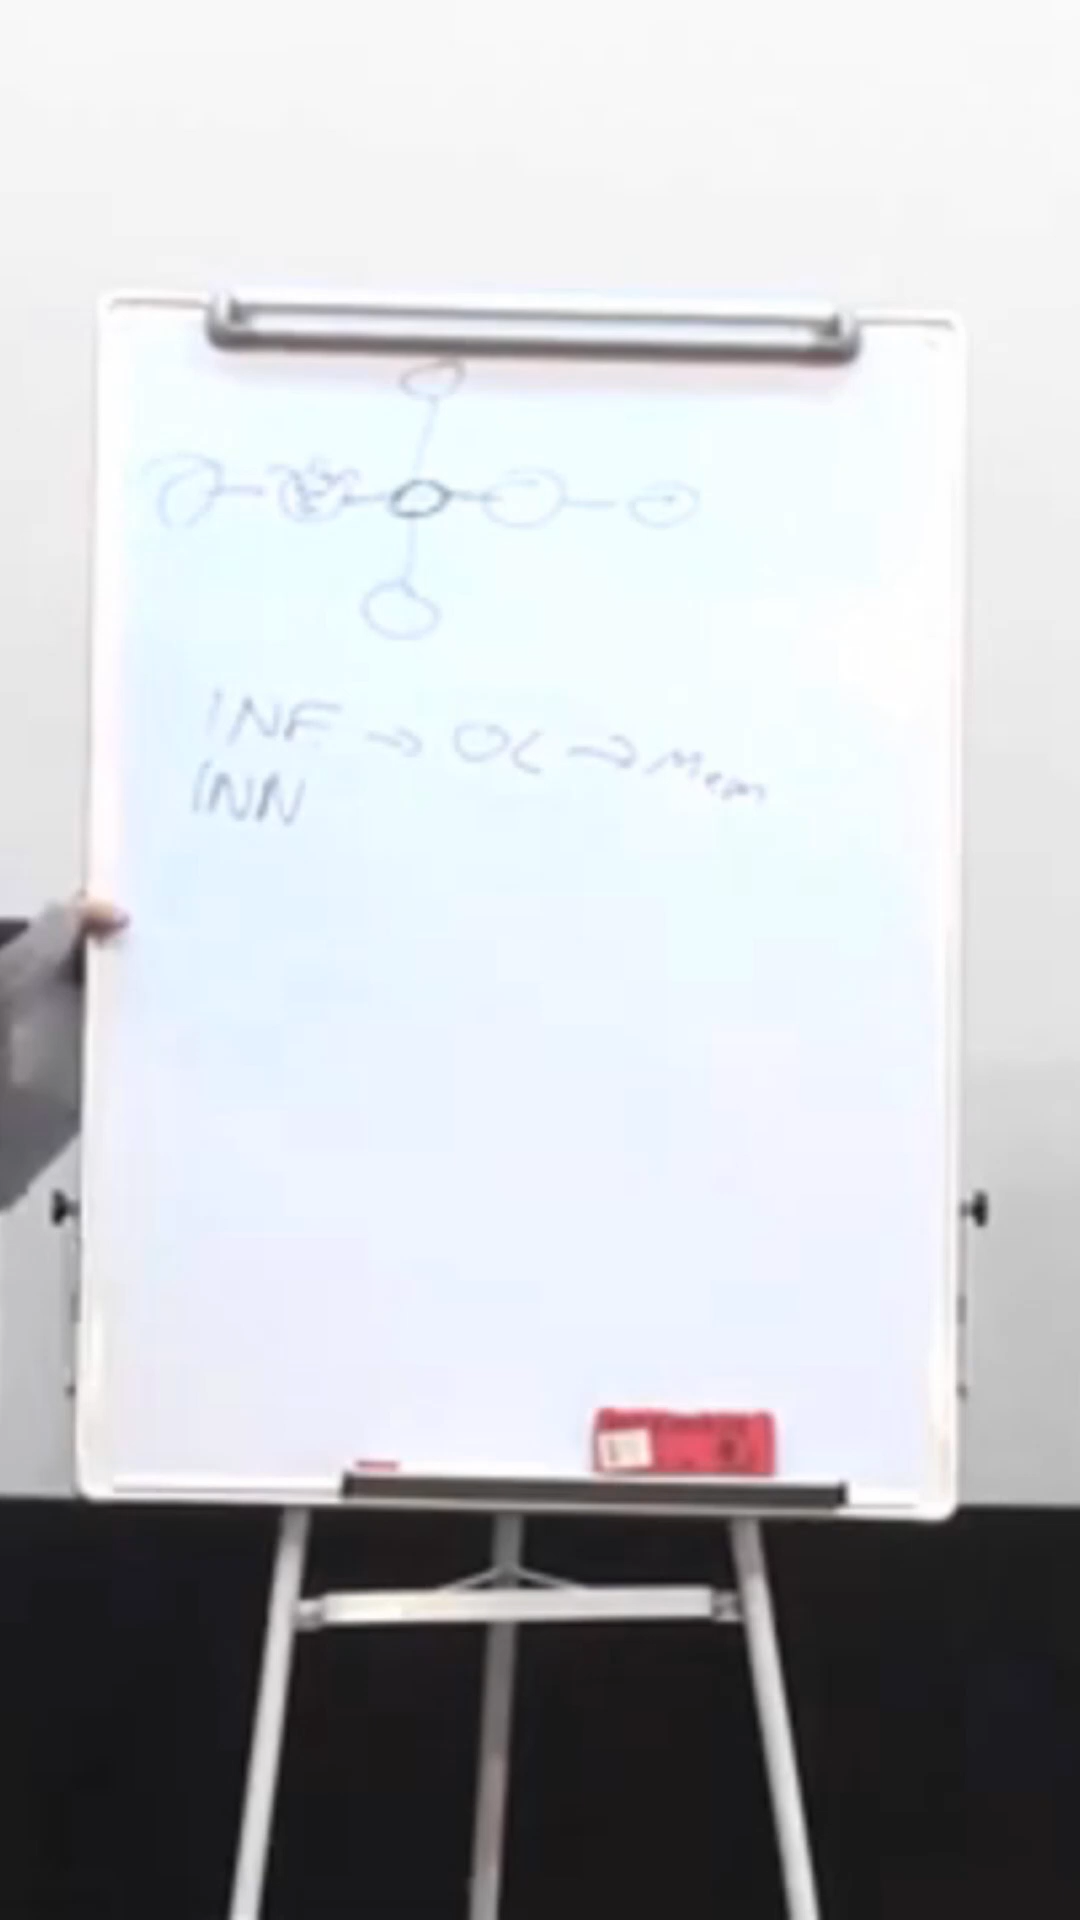 INF → OC → Mem
INN